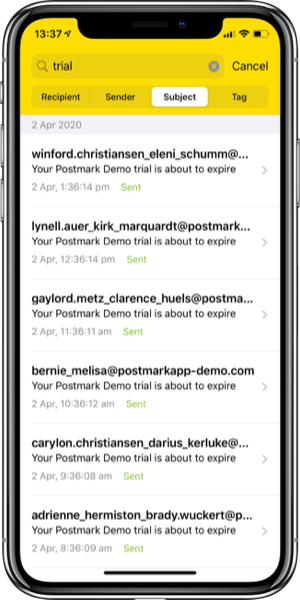 13:37
trial
Cancel
Recipient Sender Subject Tag
2 Apr 2020
winford.christiansen_eleni_schumm@...
Your Postmark Demo trial is about to expire
2 Apr, 1:36:14 pm Sent
lynell.auer_kirk_marquardt@postmark...
Your Postmark Demo trial is about to expire
2 Apr, 12:36:14 pm Sent
gaylord.metz_clarence_huels@postma...
Your Postmark Demo trial is about to expire
2 Apr, 11:36:11 am Sent
bernie_melisa@postmarkapp-demo.com
Your Postmark Demo trial is about to expire
2 Apr, 10:36:12 am Sent
carylon.christiansen_darius_kerluke@...
Your Postmark Demo trial is about to expire
2 Apr, 9:36:08 am Sent
adrienne_hermiston_brady.wuckert@p...
Your Postmark Demo trial is about to expire
2 Apr, 8:36:09 am Sent